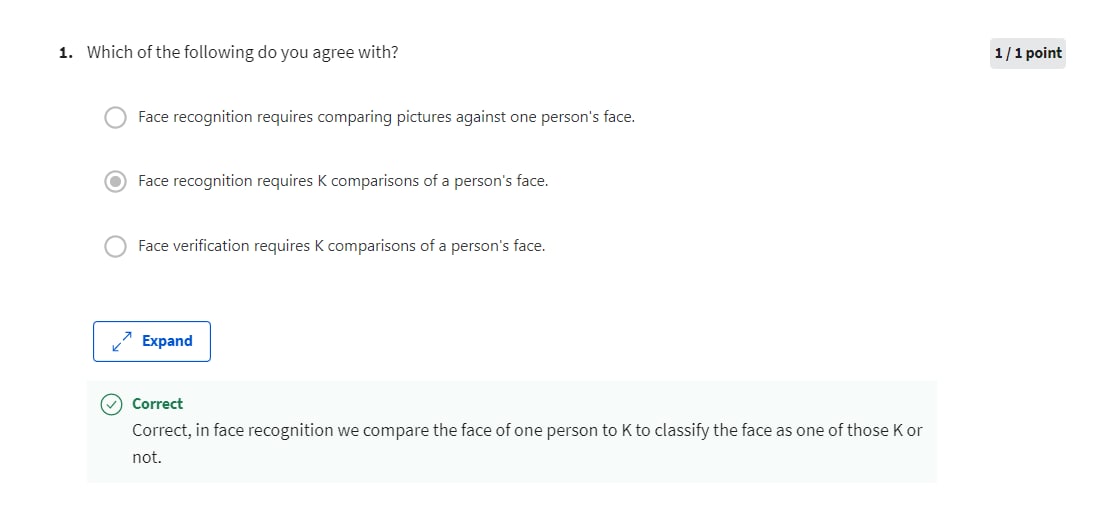 1. Which of the following do you agree with?
1 / 1 point
Face recognition requires comparing pictures against one person's face.
Face recognition requires K comparisons of a person's face.
Face verification requires K comparisons of a person's face.
Expand
Correct
Correct, in face recognition we compare the face of one person to K to classify the face as one of those K or
not.